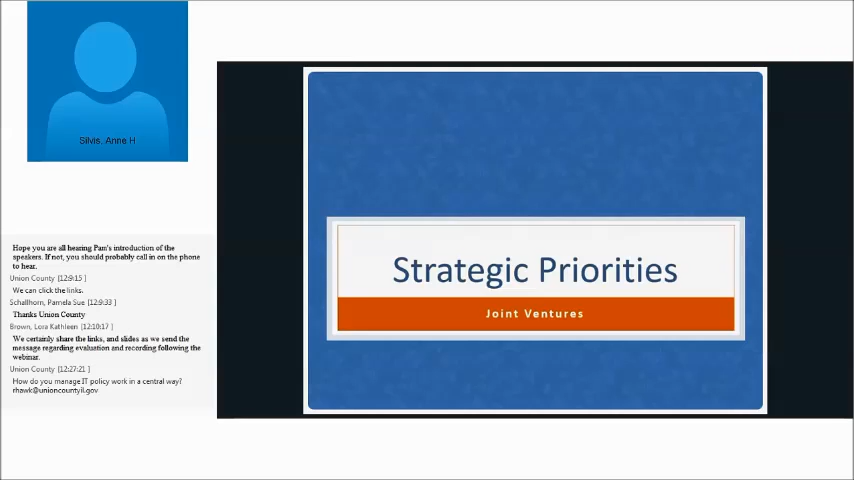 Silvis, Anne H
Hope you are all hearing Pam's introduction of the
speakers. If not, you should probably call in on the phone
to hear.
Union County [12:9:15 ]
We can click the links.
Schallhorn, Pamela Sue [12:9:33 ]
Thanks Union County
Brown, Lora Kathleen [12:10:17 ]
We certainly share the links, and slides as we send the
message regarding evaluation and recording following the
webinar.
Union County [12:27:21 ]
How do you manage IT policy work in a central way?
rhawk@unioncountyil.gov
Strategic Priorities
Joint Ventures